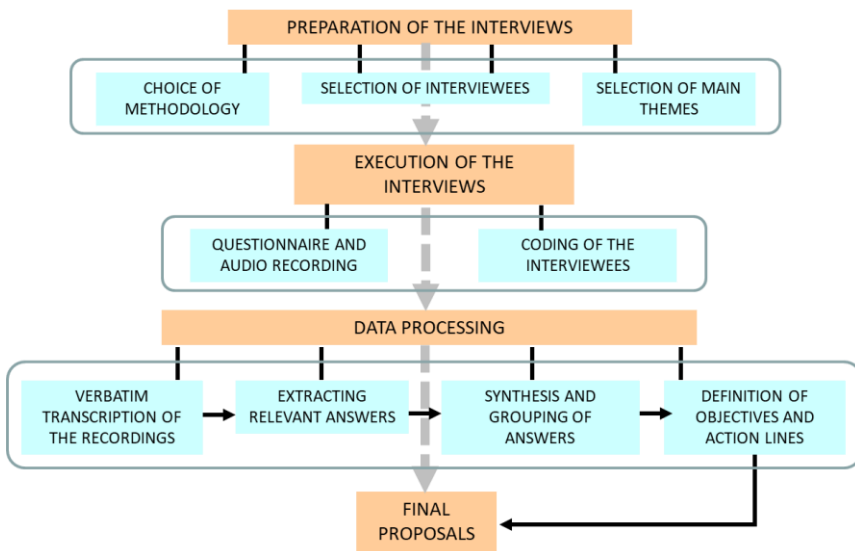 PREPARATION OF THE INTERVIEWS
CHOICE OF
METHODOLOGY
SELECTION OF INTERVIEWEES
SELECTION OF MAIN
THEMES
EXECUTION OF THE
INTERVIEWS
QUESTIONNAIRE AND
AUDIO RECORDING
CODING OF THE
INTERVIEWEES
DATA PROCESSING
VERBATIM
TRANSCRIPTION OF
THE RECORDINGS
EXTRACTING
RELEVANT ANSWERS
SYNTHESIS AND
GROUPING OF
ANSWERS
DEFINITION OF
OBJECTIVES AND
ACTION LINES
FINAL
PROPOSALS